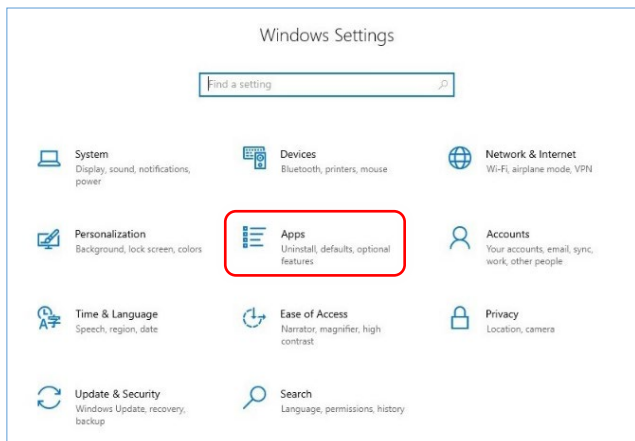 Windows Settings
Find a setting
System
Display, sound, notifications,
power
Devices
Bluetooth, printers, mouse
Network & Internet
Wi-Fi, airplane mode, VPN
Personalization
Background, lock screen, colors
Apps
Uninstall, defaults, optional
features
Accounts
Your accounts, email, sync,
work, other people
Time & Language
Speech, region, date
Ease of Access
Narrator, magnifier, high
contrast
Privacy
Location, camera
Update & Security
Windows Update, recovery,
backup
Search
Language, permissions, history